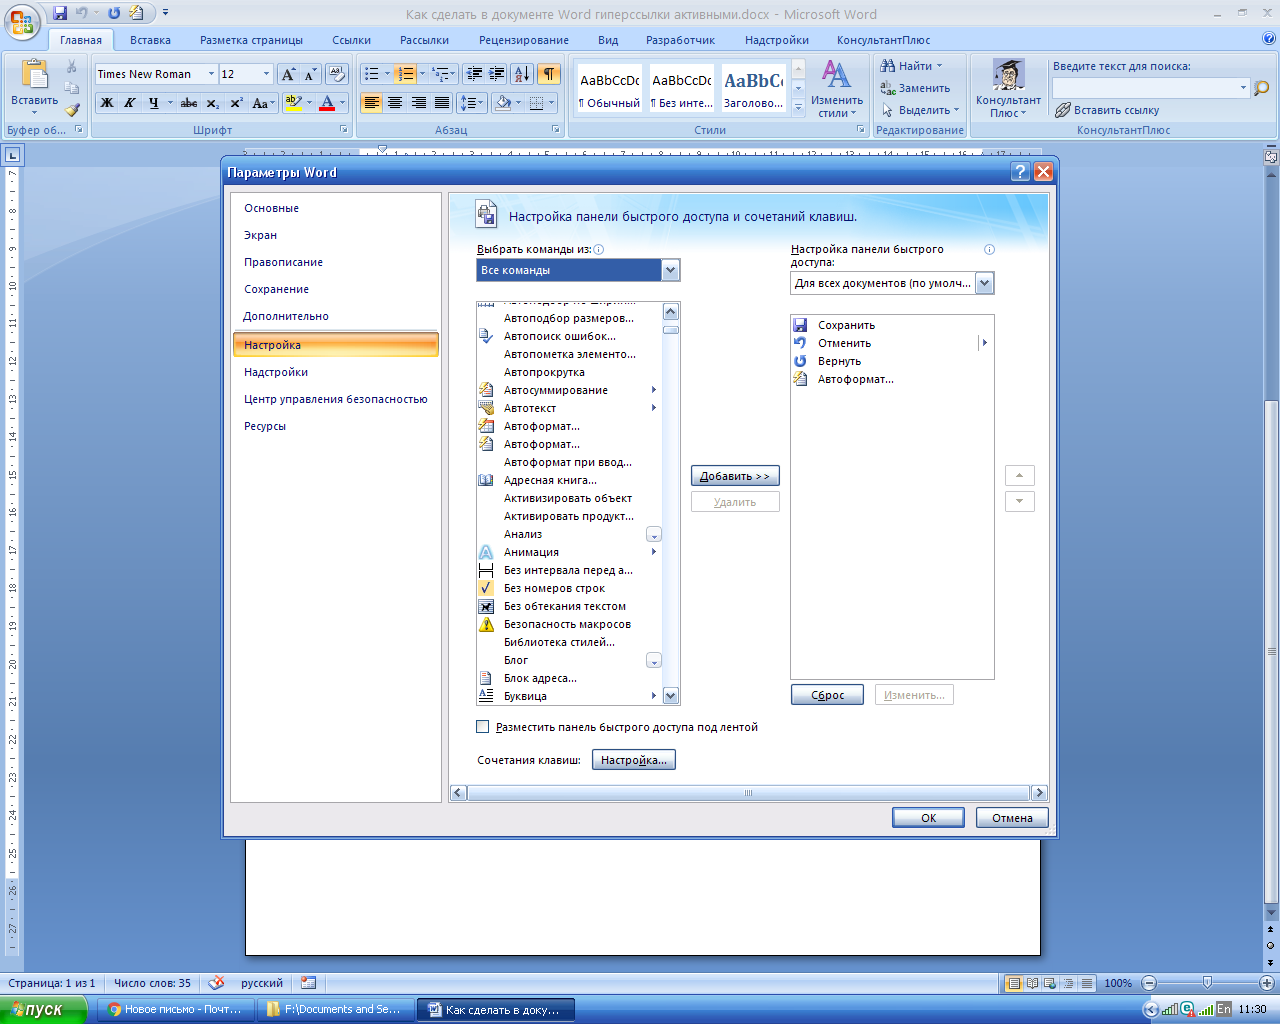 Как сделать в документе Word гиперссылки активными.docx - Microsoft Word
Главная
Вставка
Разметка страницы
Ссылки
Рассылки
Рецензирование
Вид
Разработчик
Надстройки
КонсультантПлюс
Вставить
Буфер об...
Times New Roman
12
Ж К Ч abc x₂ x² Aa
Шрифт
Абзац
AaBbCcDc
¶ Обычный
AaBbCcDc
¶ Без инте...
AaBbCc
Заголово...
Изменить
стили
Стили
Найти
Заменить
Выделить
Редактирование
Консультант
Плюс
Введите текст для поиска:
Вставить ссылку
КонсультантПлюс
Параметры Word
Основные
Экран
Правописание
Сохранение
Дополнительно
Настройка
Надстройки
Центр управления безопасностью
Ресурсы
Настройка панели быстрого доступа и сочетаний клавиш.
Выбрать команды из:
Все команды
Автоподбор размеров...
Автопоиск ошибок...
Автопометка элементо...
Автопрокрутка
Автосуммирование
Автотекст
Автоформат...
Автоформат...
Автоформат при ввод...
Адресная книга...
Активизировать объект
Активировать продукт...
Анализ
Анимация
Без интервала перед а...
Без номеров строк
Без обтекания текстом
Безопасность макросов
Библиотека стилей...
Блог
Блок адреса...
Буквица
Добавить >>
Удалить
Настройка панели быстрого
доступа:
Для всех документов (по умолч...
Сохранить
Отменить
Вернуть
Автоформат...
Сброс
Изменить...
Разместить панель быстрого доступа под лентой
Сочетания клавиш:
Настройка...
ОК
Отмена
Страница: 1 из 1
Число слов: 35
русский
100%
пуск
Новое письмо - Почт...
F:\Documents and Se...
Как сделать в доку...
En
11:30